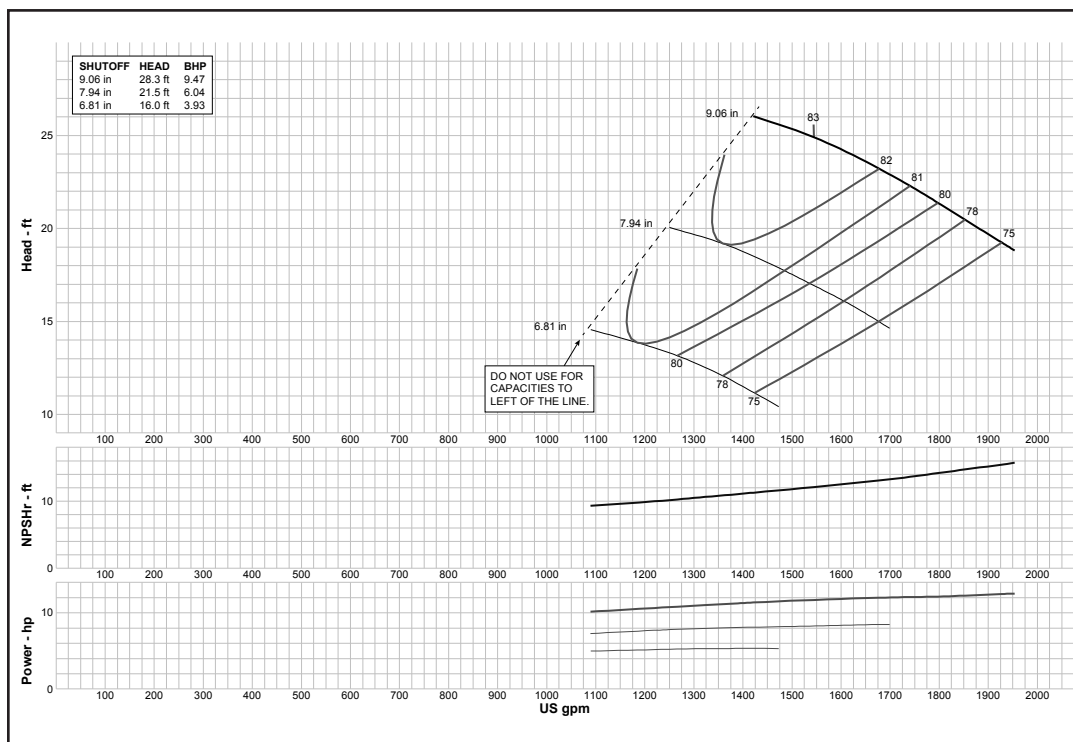 SHUTOFF HEAD BHP
9.06 in 28.3 ft 9.47
7.94 in 21.5 ft 6.04
6.81 in 16.0 ft 3.93
9.06 in
83
82
81
80
78
75
7.94 in
6.81 in
80
78
75
DO NOT USE FOR
CAPACITIES TO
LEFT OF THE LINE.
Head - ft
25
20
15
10
100 200 300 400 500 600 700 800 900 1000 1100 1200 1300 1400 1500 1600 1700 1800 1900 2000
NPSHr - ft
10
0
100 200 300 400 500 600 700 800 900 1000 1100 1200 1300 1400 1500 1600 1700 1800 1900 2000
Power - hp
10
0
100 200 300 400 500 600 700 800 900 1000 1100 1200 1300 1400 1500 1600 1700 1800 1900 2000
US gpm